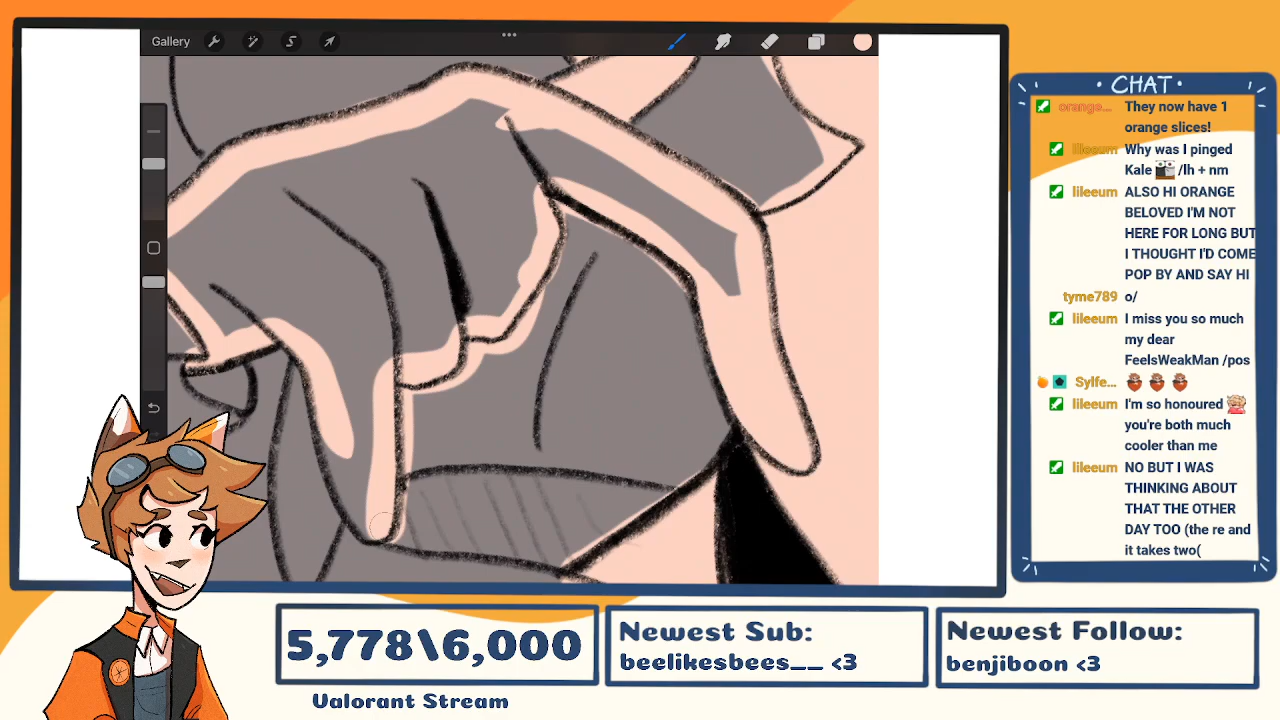 Gallery
CHAT
orange... They now have 1
orange slices!
lileeum Why was I pinged
Kale /lh + nm
lileeum ALSO HI ORANGE
BELOVED I'M NOT
HERE FOR LONG BUT
I THOUGHT I'D COME
POP BY AND SAY HI
tyme789 o/
lileeum I miss you so much
my dear
FeelsWeakMan /pos
Sylfe...
lileeum I'm so honoured
you're both much
cooler than me
lileeum NO BUT I WAS
THINKING ABOUT
THAT THE OTHER
DAY TOO (the re and
it takes two(
5,778\6,000
Valorant Stream
Newest Sub:
beelikesbees__ <3
Newest Follow:
benjiboon <3